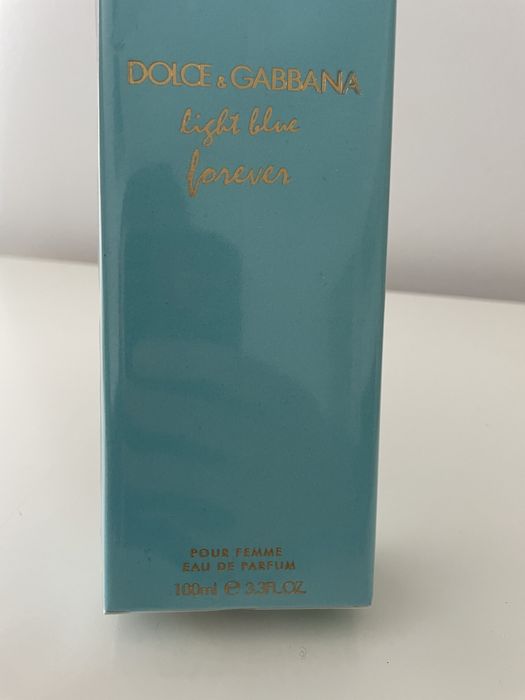 DOLCE & GABBANA
light blue
forever
POUR FEMME
EAU DE PARFUM
100ml ℮ 3.3FL.OZ.